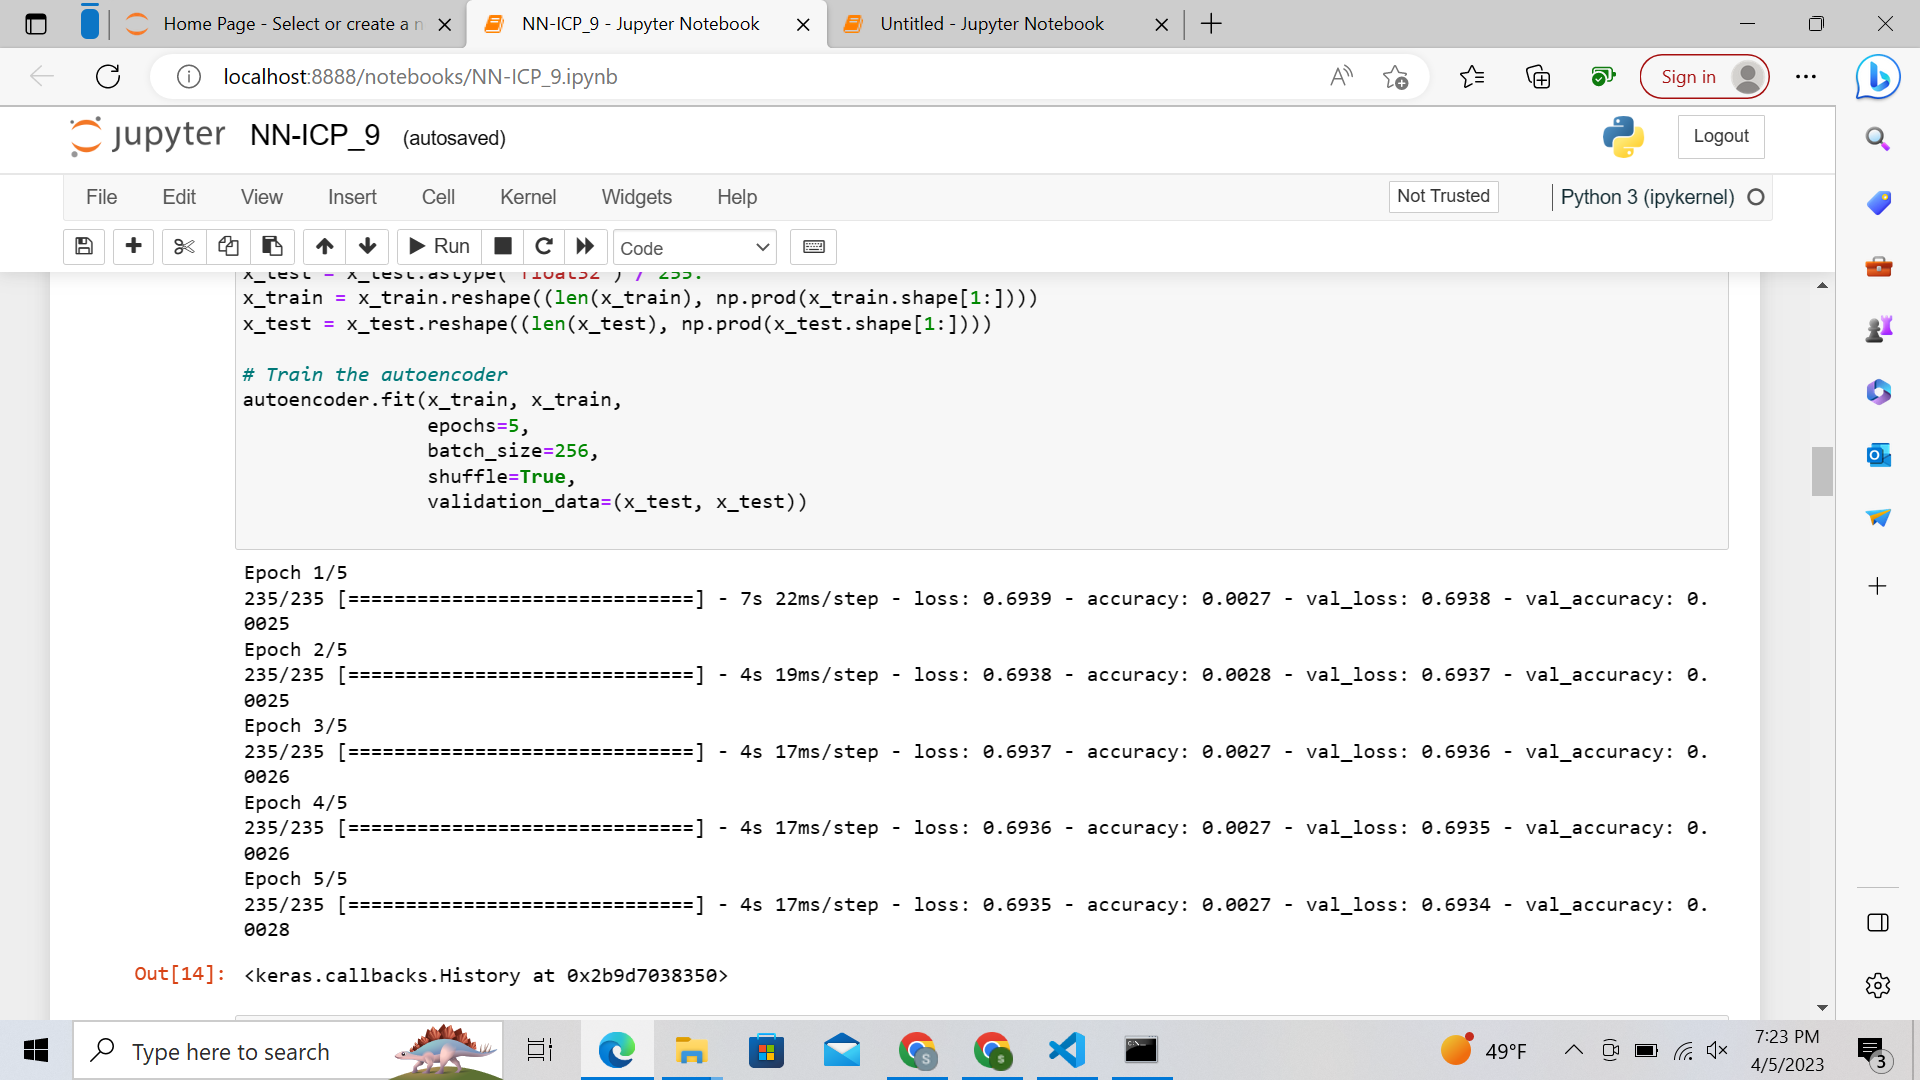 Home Page - Select or create a n
NN-ICP_9 - Jupyter Notebook
Untitled - Jupyter Notebook
localhost:8888/notebooks/NN-ICP_9.ipynb
Sign in
jupyter NN-ICP_9 (autosaved)
Logout
File Edit View Insert Cell Kernel Widgets Help
Not Trusted
Python 3 (ipykernel)
Run
Code
x_test = x_test.astype('float32') / 255.
x_train = x_train.reshape((len(x_train), np.prod(x_train.shape[1:])))
x_test = x_test.reshape((len(x_test), np.prod(x_test.shape[1:])))
# Train the autoencoder
autoencoder.fit(x_train, x_train,
epochs=5,
batch_size=256,
shuffle=True,
validation_data=(x_test, x_test))
Epoch 1/5
235/235 [==============================] - 7s 22ms/step - loss: 0.6939 - accuracy: 0.0027 - val_loss: 0.6938 - val_accuracy: 0.
0025
Epoch 2/5
235/235 [==============================] - 4s 19ms/step - loss: 0.6938 - accuracy: 0.0028 - val_loss: 0.6937 - val_accuracy: 0.
0025
Epoch 3/5
235/235 [==============================] - 4s 17ms/step - loss: 0.6937 - accuracy: 0.0027 - val_loss: 0.6936 - val_accuracy: 0.
0026
Epoch 4/5
235/235 [==============================] - 4s 17ms/step - loss: 0.6936 - accuracy: 0.0027 - val_loss: 0.6935 - val_accuracy: 0.
0026
Epoch 5/5
235/235 [==============================] - 4s 17ms/step - loss: 0.6935 - accuracy: 0.0027 - val_loss: 0.6934 - val_accuracy: 0.
0028
Out[14]: <keras.callbacks.History at 0x2b9d7038350>
Type here to search
49°F
7:23 PM
4/5/2023
3